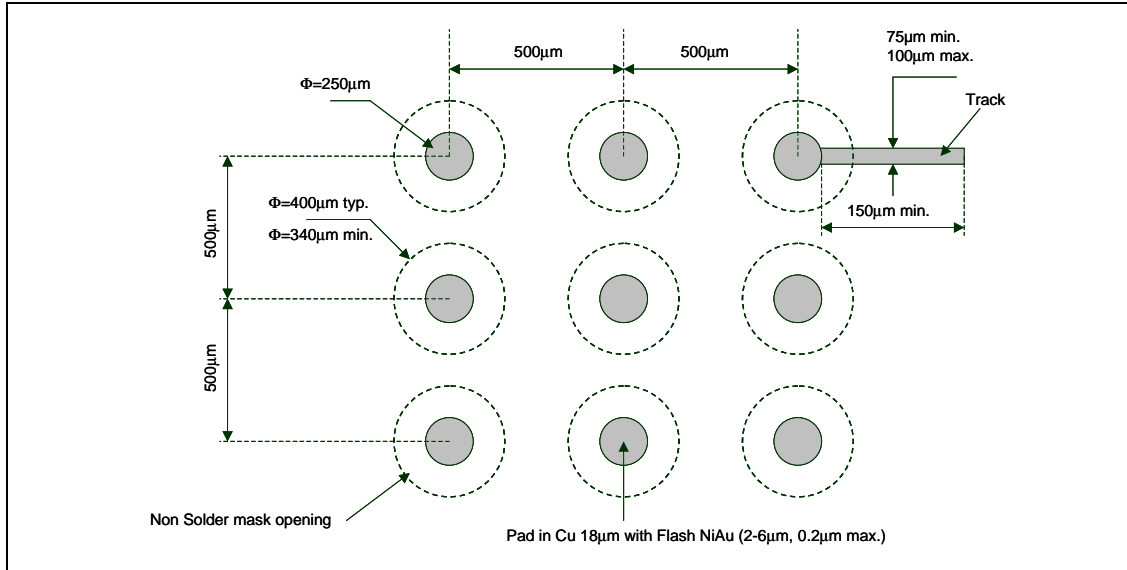 75µm min.
100µm max.
500µm
500µm
Φ=250µm
Track
Φ=400µm typ.
Φ=340µm min.
150µm min.
500µm
500µm
Non Solder mask opening
Pad in Cu 18µm with Flash NiAu (2-6µm, 0.2µm max.)